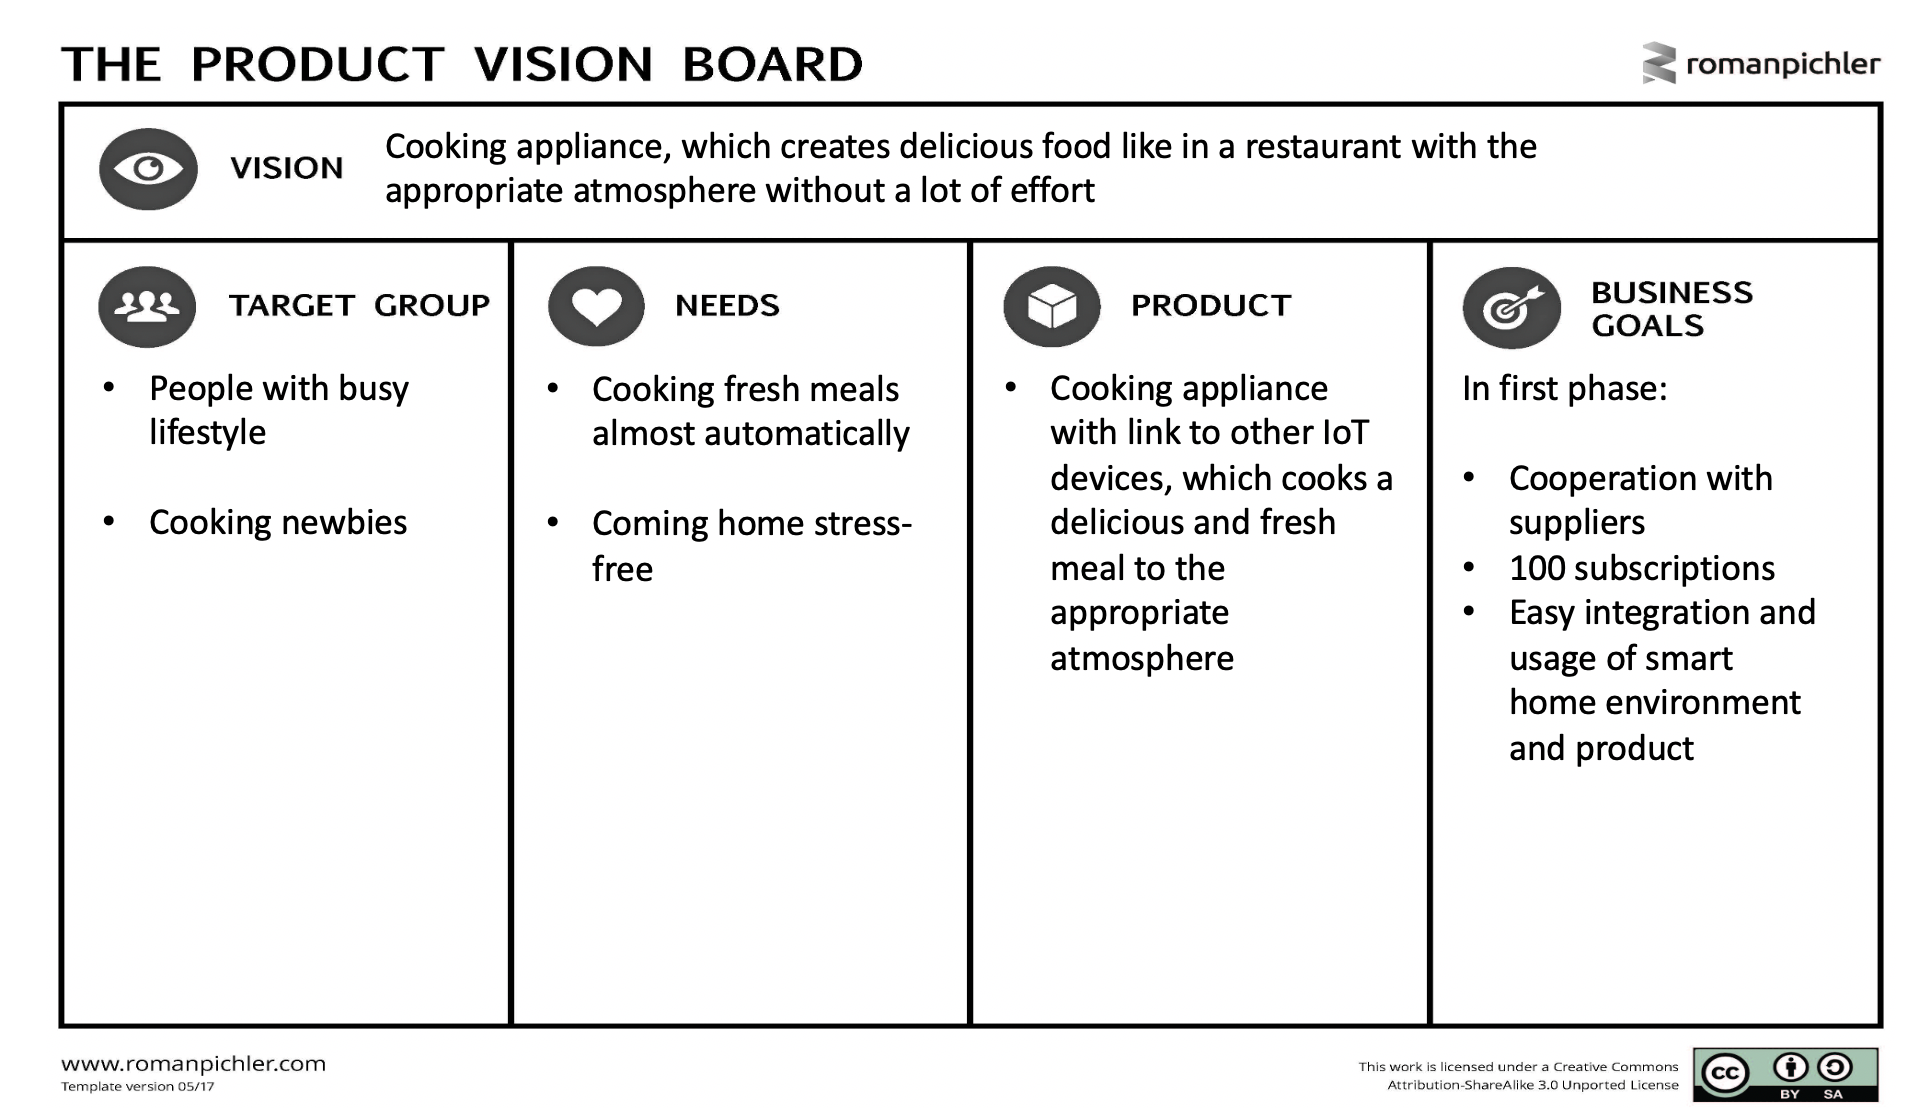 THE PRODUCT VISION BOARD
romanpichler
VISION
Cooking appliance, which creates delicious food like in a restaurant with the
appropriate atmosphere without a lot of effort
TARGET GROUP
• People with busy
lifestyle
• Cooking newbies
NEEDS
• Cooking fresh meals
almost automatically
• Coming home stress-
free
PRODUCT
• Cooking appliance
with link to other IoT
devices, which cooks a
delicious and fresh
meal to the
appropriate
atmosphere
BUSINESS
GOALS
In first phase:
• Cooperation with
suppliers
• 100 subscriptions
• Easy integration and
usage of smart
home environment
and product
www.romanpichler.com
Template version 05/17
This work is licensed under a Creative Commons
Attribution-ShareAlike 3.0 Unported License
cc
BY SA